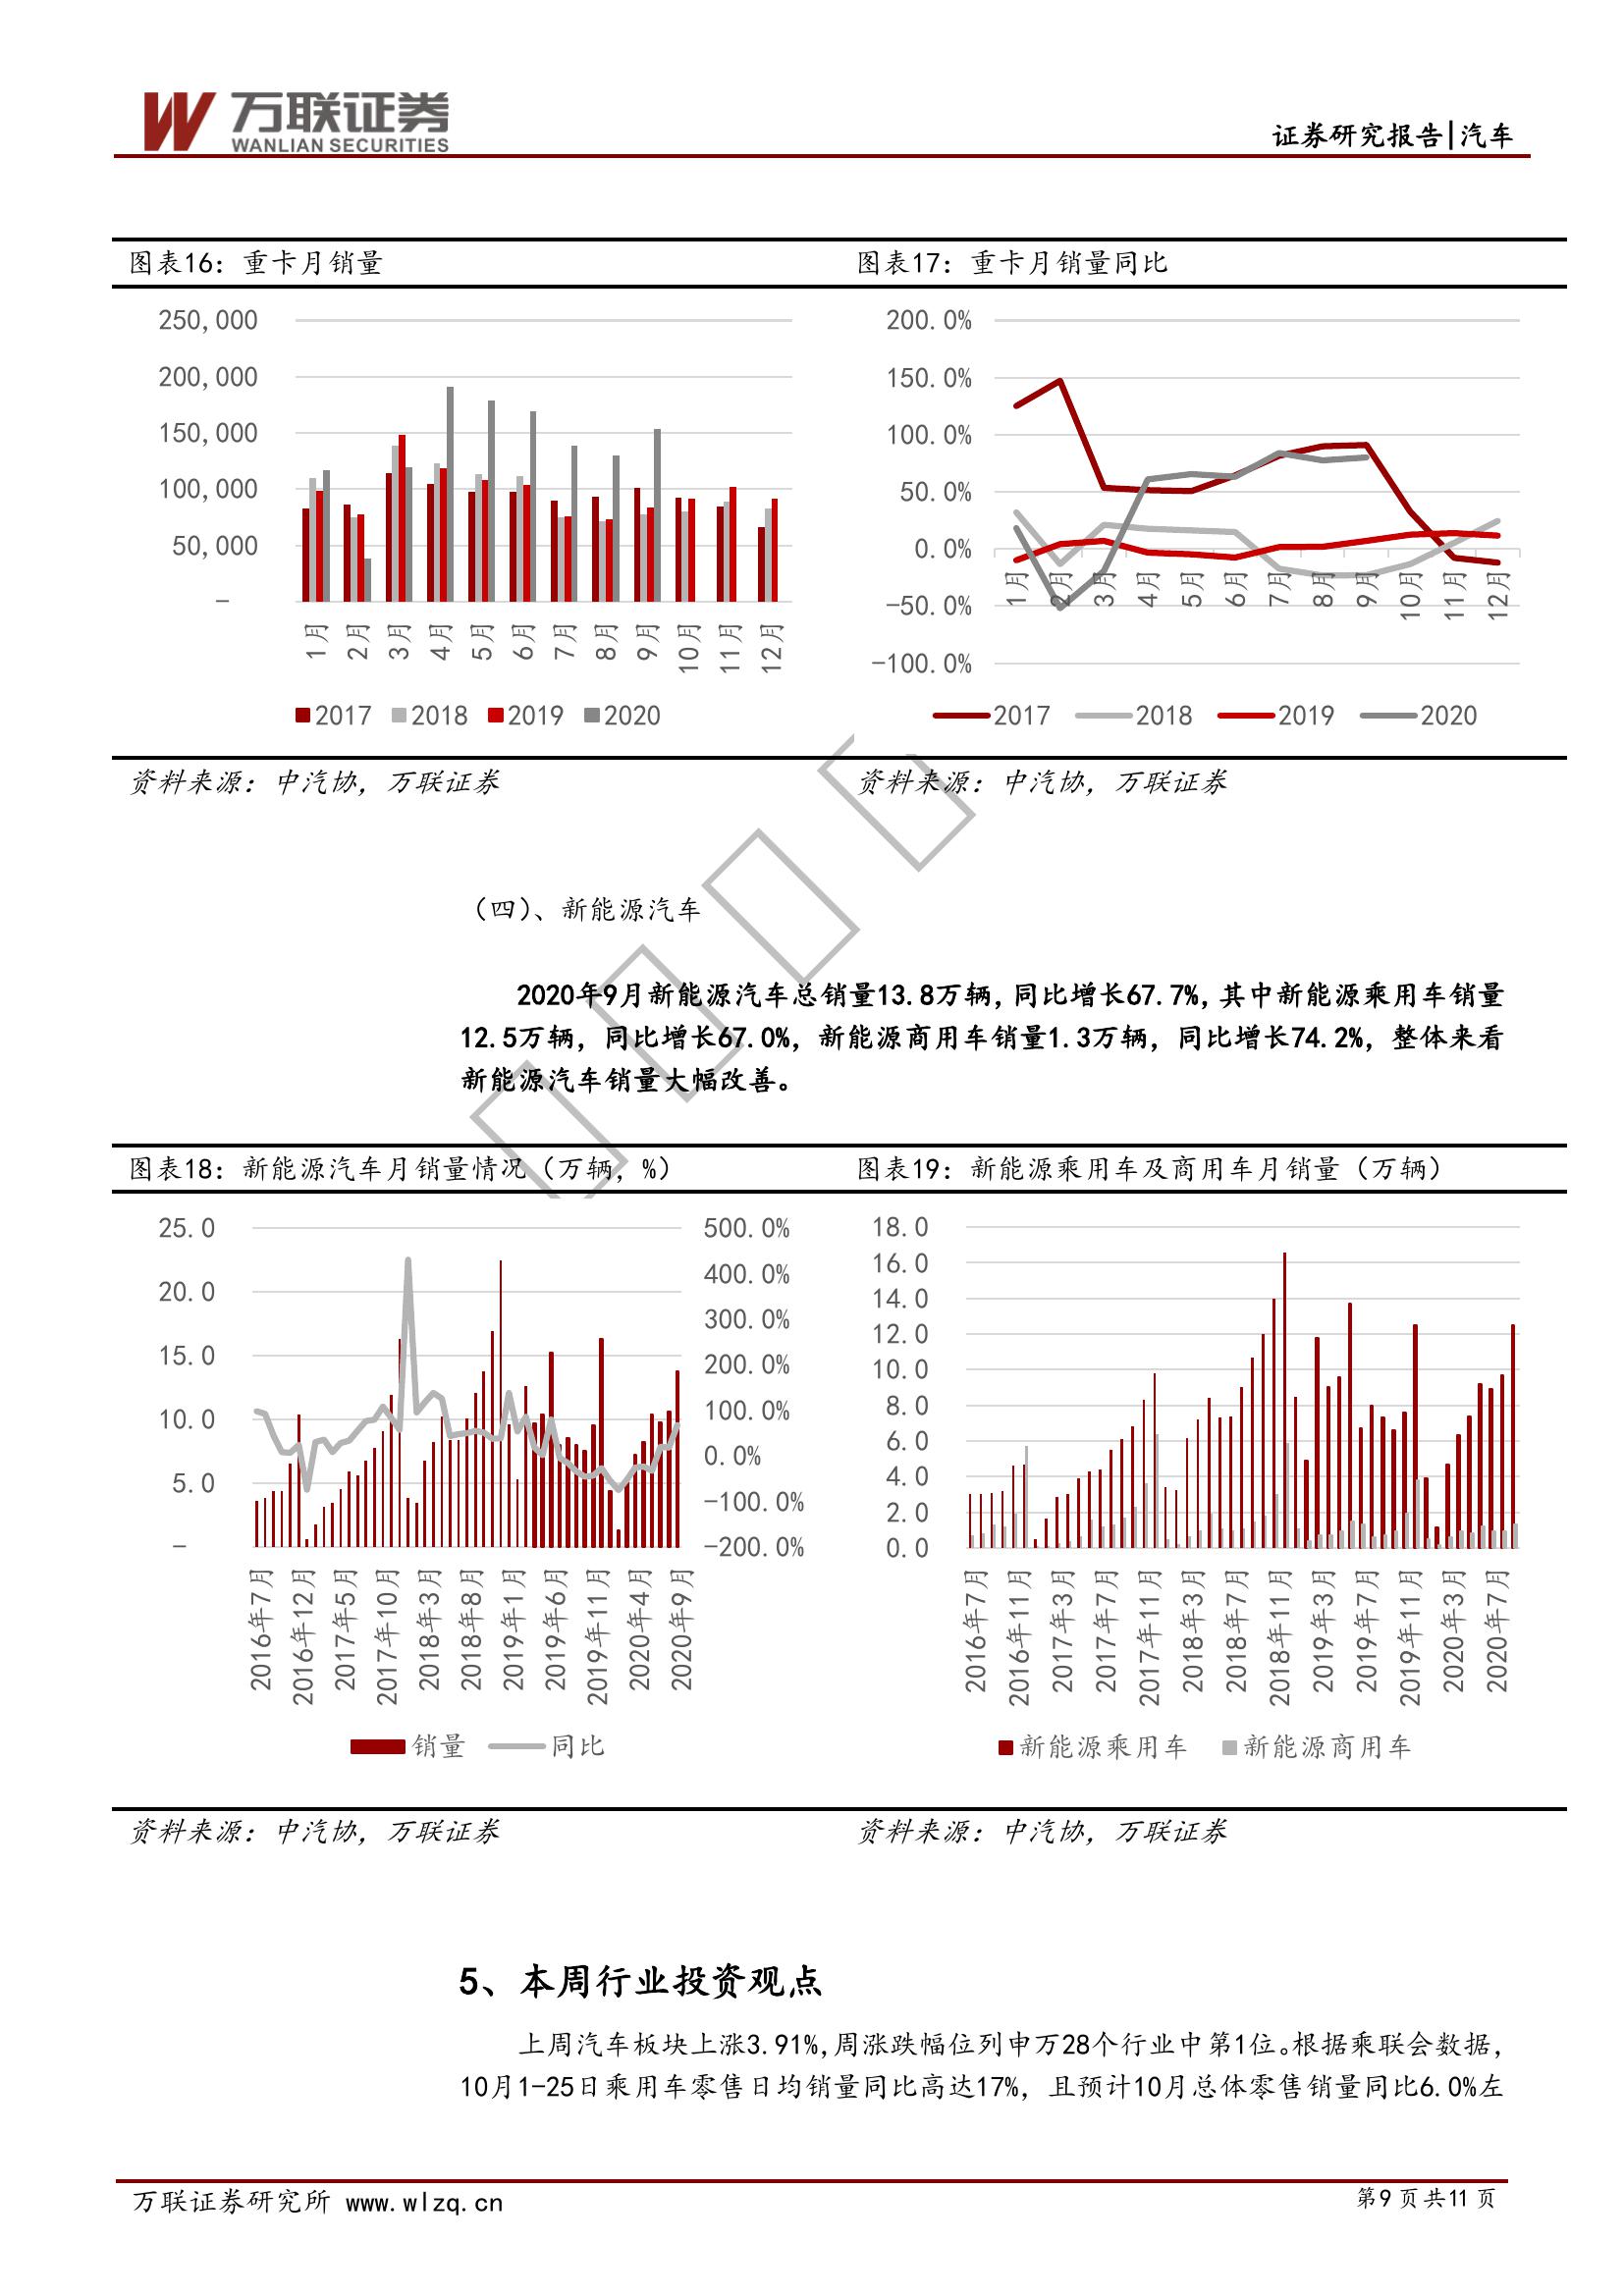 万联证券
WANLIAN SECURITIES
证券研究报告|汽车
图表16：重卡月销量
250,000
200,000
150,000
100,000
50,000
-
1月 2月 3月 4月 5月 6月 7月 8月 9月 10月 11月 12月
2017 2018 2019 2020
资料来源：中汽协，万联证券
图表17：重卡月销量同比
200.0%
150.0%
100.0%
50.0%
0.0%
-50.0%
-100.0%
1月 2月 3月 4月 5月 6月 7月 8月 9月 10月 11月 12月
2017 2018 2019 2020
资料来源：中汽协，万联证券
（四）、新能源汽车
2020年9月新能源汽车总销量13.8万辆，同比增长67.7%，其中新能源乘用车销量
12.5万辆，同比增长67.0%，新能源商用车销量1.3万辆，同比增长74.2%，整体来看
新能源汽车销量大幅改善。
图表18：新能源汽车月销量情况（万辆，%）
25.0
20.0
15.0
10.0
5.0
-
500.0%
400.0%
300.0%
200.0%
100.0%
0.0%
-100.0%
-200.0%
2016年7月 2016年12月 2017年5月 2017年10月 2018年3月 2018年8月 2019年1月 2019年6月 2019年11月 2020年4月 2020年9月
销量 同比
资料来源：中汽协，万联证券
图表19：新能源乘用车及商用车月销量（万辆）
18.0
16.0
14.0
12.0
10.0
8.0
6.0
4.0
2.0
0.0
2016年7月 2016年11月 2017年3月 2017年7月 2017年11月 2018年3月 2018年7月 2018年11月 2019年3月 2019年7月 2019年11月 2020年3月 2020年7月
新能源乘用车 新能源商用车
资料来源：中汽协，万联证券
5、本周行业投资观点
上周汽车板块上涨3.91%，周涨跌幅位列申万28个行业中第1位。根据乘联会数据，
10月1-25日乘用车零售日均销量同比高达17%，且预计10月总体零售销量同比6.0%左
万联证券研究所 www.wlzq.cn
第9页共11页